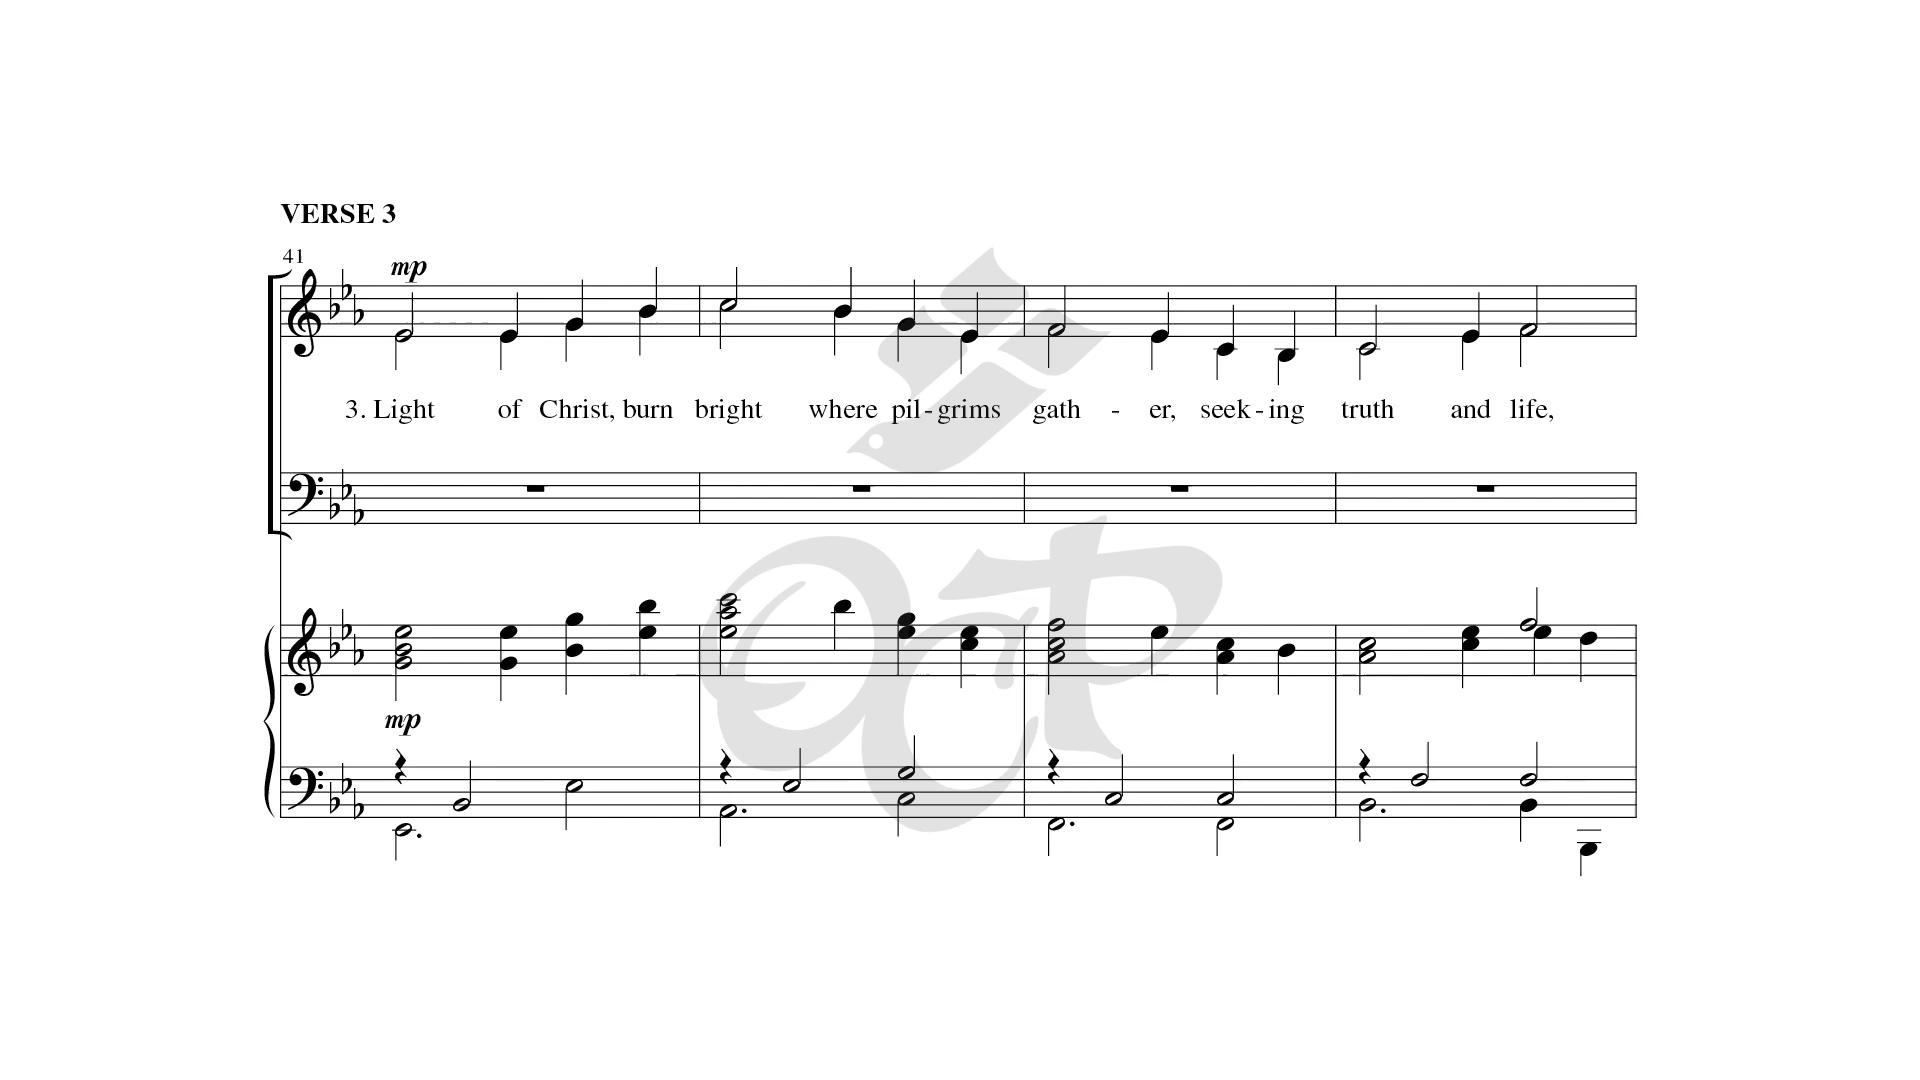 VERSE 3
41
mp
3. Light of Christ, burn bright where pil - grims gath - er, seek - ing truth and life,
mp
OCP